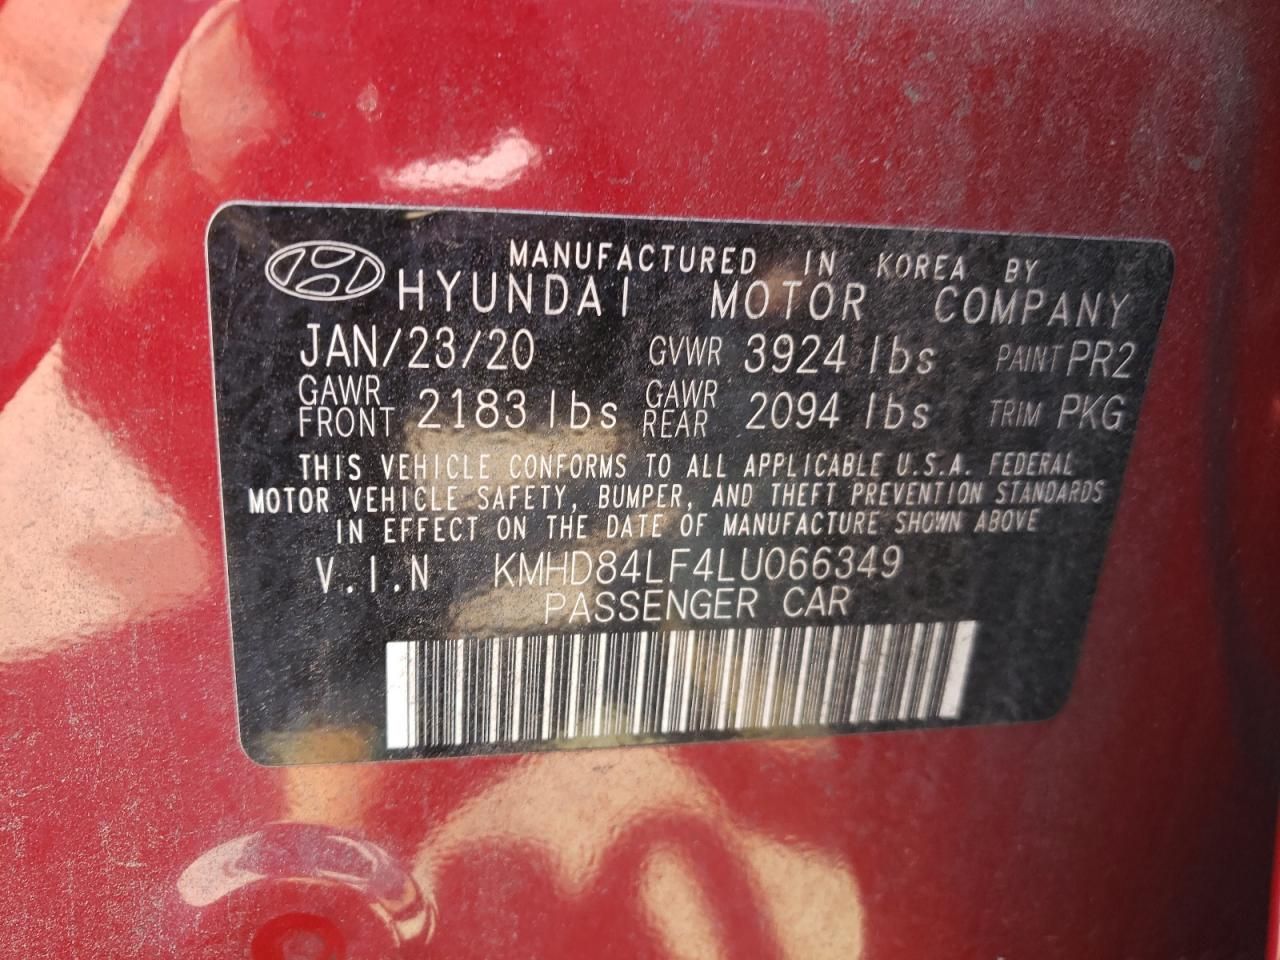 MANUFACTURED IN KOREA BY
HYUNDAI MOTOR COMPANY
JAN/23/20 GVWR 3924 lbs PAINT PR2
GAWR FRONT 2183 lbs GAWR REAR 2094 lbs TRIM PKG
THIS VEHICLE CONFORMS TO ALL APPLICABLE U.S.A. FEDERAL
MOTOR VEHICLE SAFETY, BUMPER, AND THEFT PREVENTION STANDARDS
IN EFFECT ON THE DATE OF MANUFACTURE SHOWN ABOVE
V.I.N KMHD84LF4LU066349
PASSENGER CAR